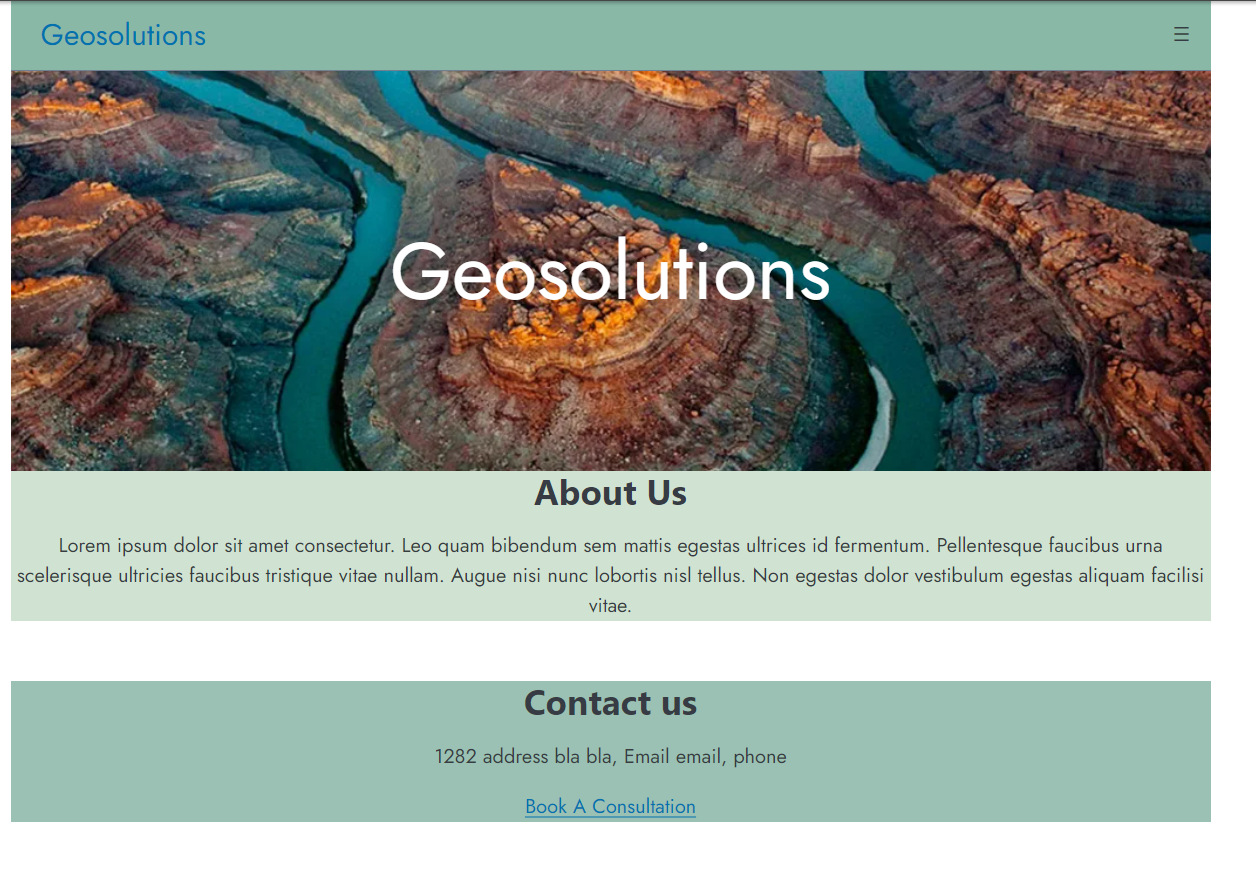 Geosolutions
Geosolutions
About Us
Lorem ipsum dolor sit amet consectetur. Leo quam bibendum sem mattis egestas ultrices id fermentum. Pellentesque faucibus urna
scelerisque ultricies faucibus tristique vitae nullam. Augue nisi nunc lobortis nisl tellus. Non egestas dolor vestibulum egestas aliquam facilisi
vitae.
Contact us
1282 address bla bla, Email email, phone
Book A Consultation